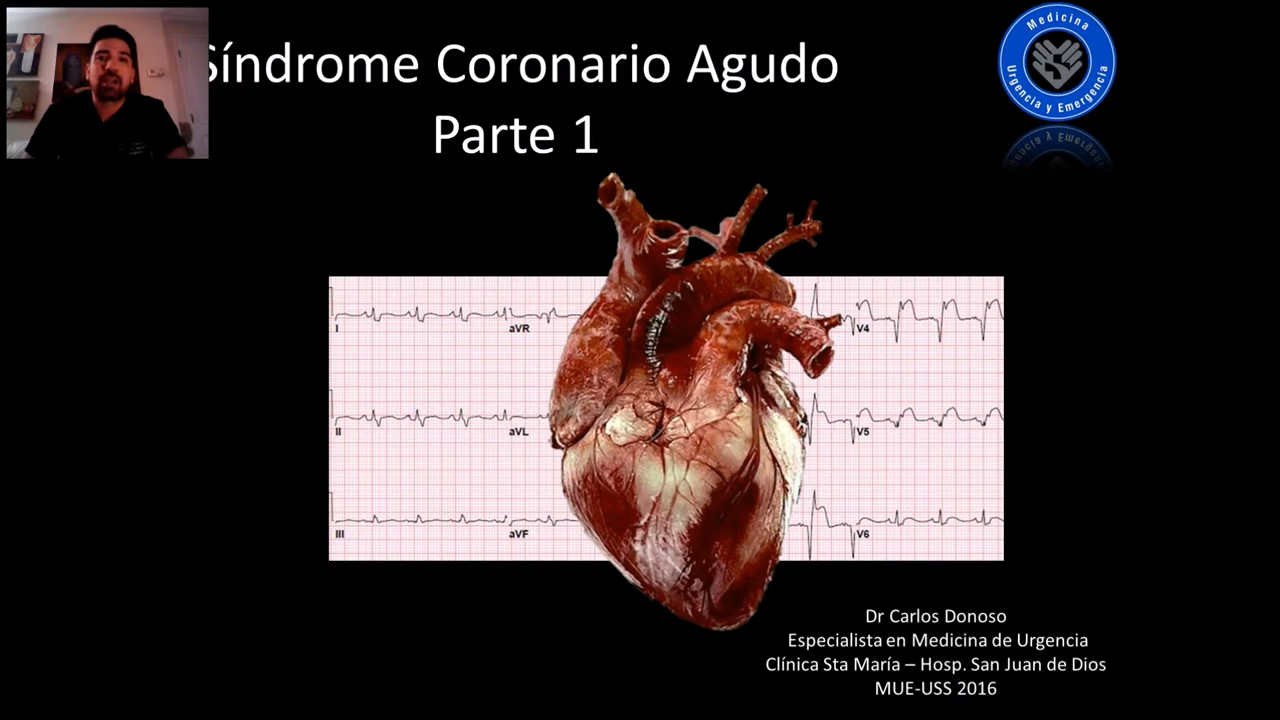 Síndrome Coronario Agudo
Parte 1
Medicina
Urgencia y Emergencia
I
aVR
V4
II
aVL
V5
III
aVF
V6
Dr Carlos Donoso
Especialista en Medicina de Urgencia
Clínica Sta María – Hosp. San Juan de Dios
MUE-USS 2016